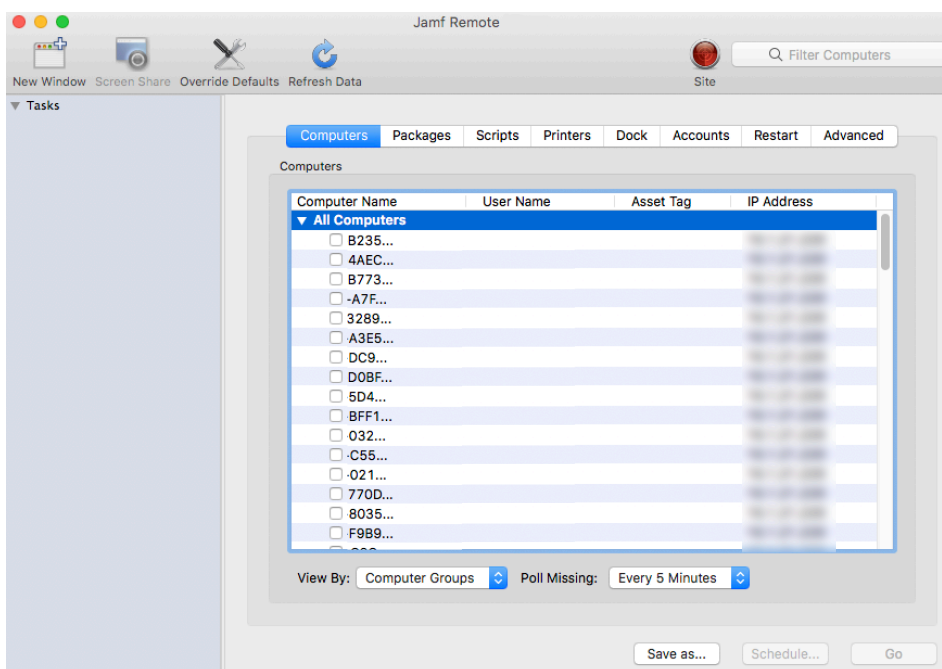 Jamf Remote
New Window Screen Share Override Defaults Refresh Data Site Filter Computers
Tasks
Computers Packages Scripts Printers Dock Accounts Restart Advanced
Computers
Computer Name User Name Asset Tag IP Address
All Computers
B235...
4AEC...
B773...
-A7F...
3289...
A3E5...
DC9...
D0BF...
5D4...
BFF1...
032...
C55...
021...
770D...
8035...
F9B9...
View By: Computer Groups Poll Missing: Every 5 Minutes
Save as... Schedule... Go